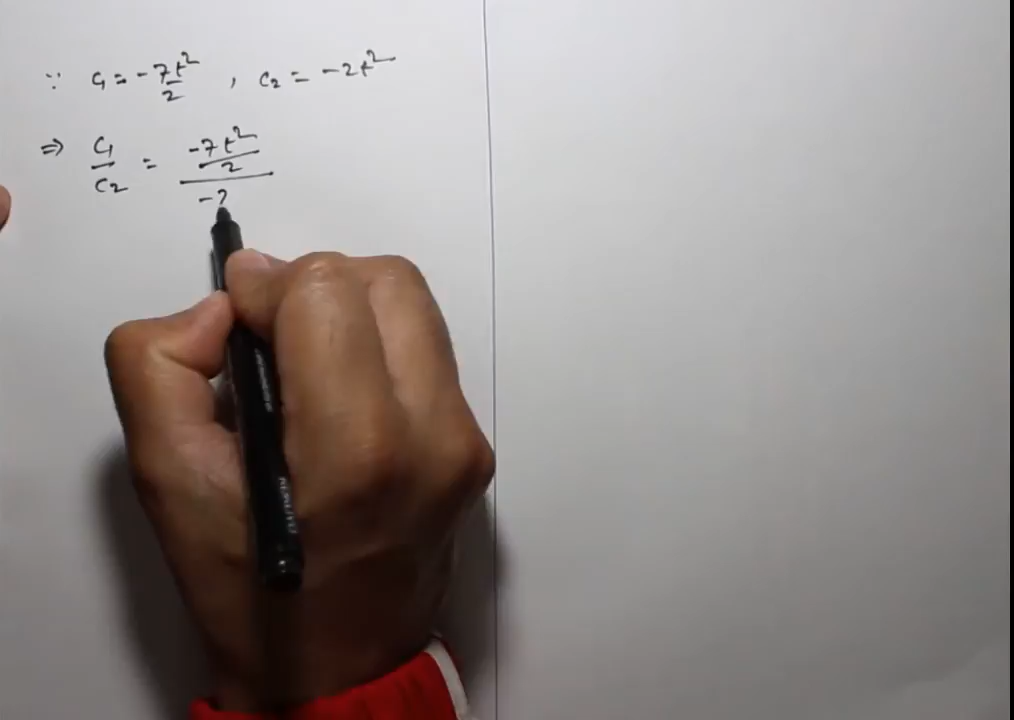 ∵ C₁ = -7t²/2 , C₂ = -2t²
⇒ C₁/C₂ = (-7t²/2)/(-2